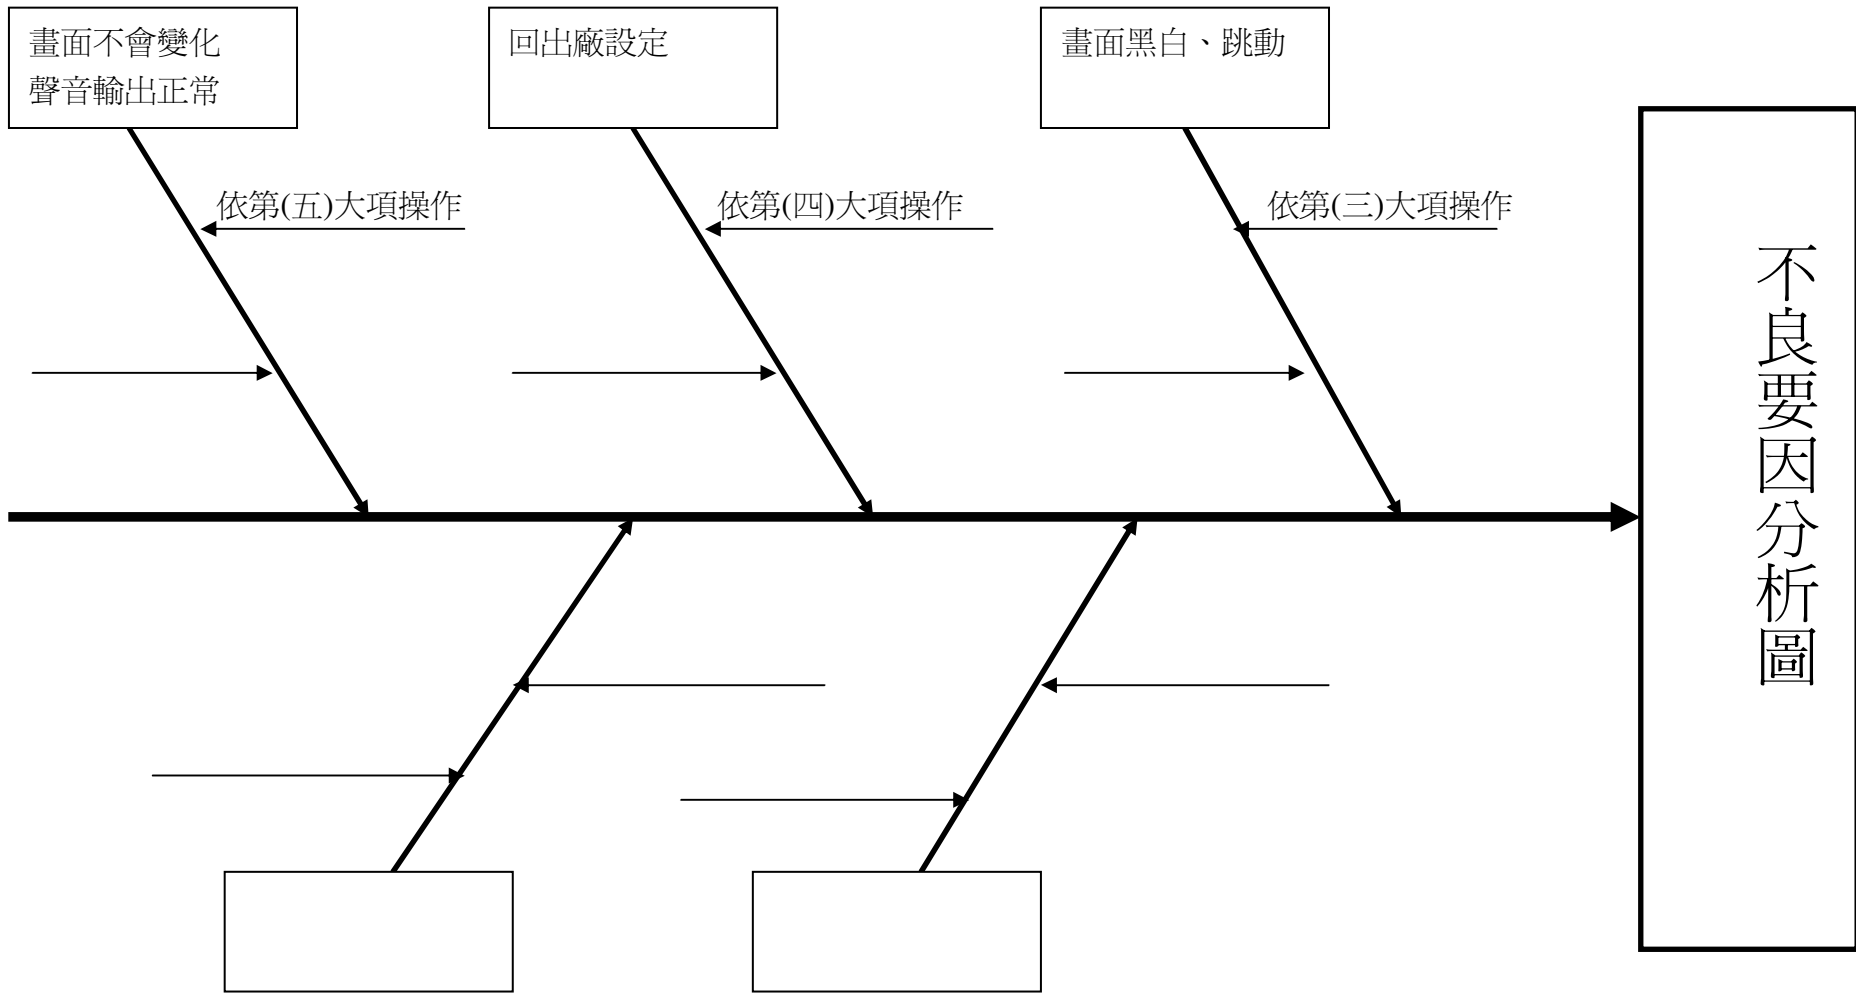 畫面不會變化
聲音輸出正常
回出廠設定
畫面黑白、跳動
依第(五)大項操作
依第(四)大項操作
依第(三)大項操作
不良要因分析圖